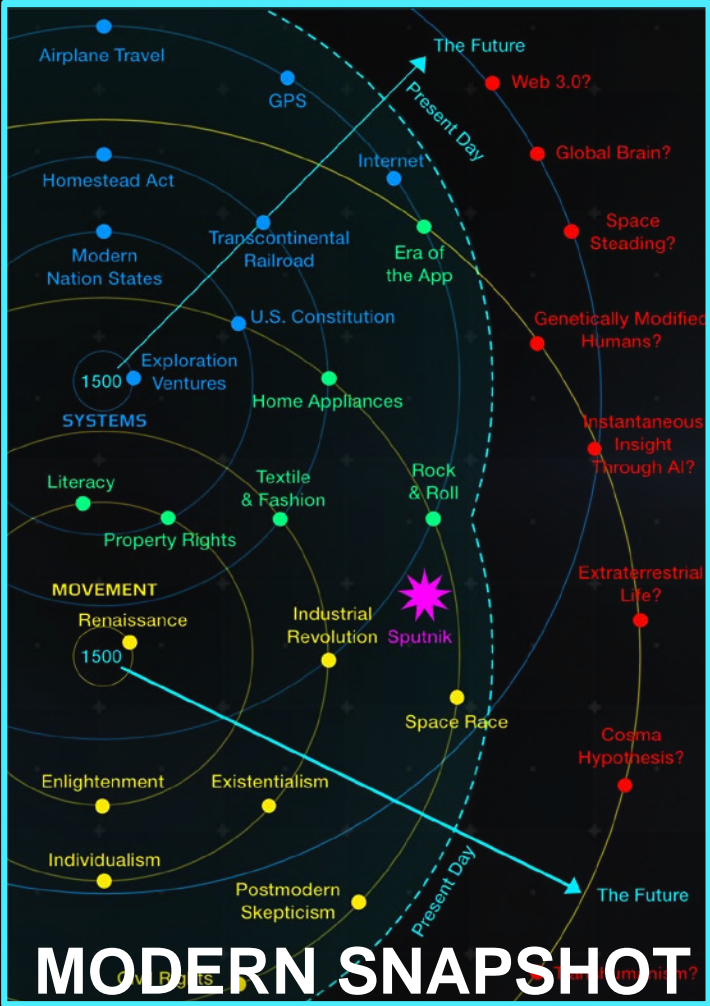 The Future
Airplane Travel
Web 3.0?
GPS
Present Day
Internet
Global Brain?
Homestead Act
Transcontinental
Railroad
Space
Steading?
Modern
Nation States
Era of
the App
U.S. Constitution
Genetically Modified
Humans?
Exploration
Ventures
1500
Home Appliances
SYSTEMS
Instantaneous
Insight
Through AI?
Literacy
Textile
& Fashion
Rock
& Roll
Property Rights
Extraterrestrial
Life?
MOVEMENT
Renaissance
Industrial
Revolution
Sputnik
1500
Space Race
Cosma
Hypothesis?
Enlightenment
Existentialism
Individualism
Postmodern
Skepticism
Present Day
The Future
Civil Rights
Transhumanism?
MODERN SNAPSHOT